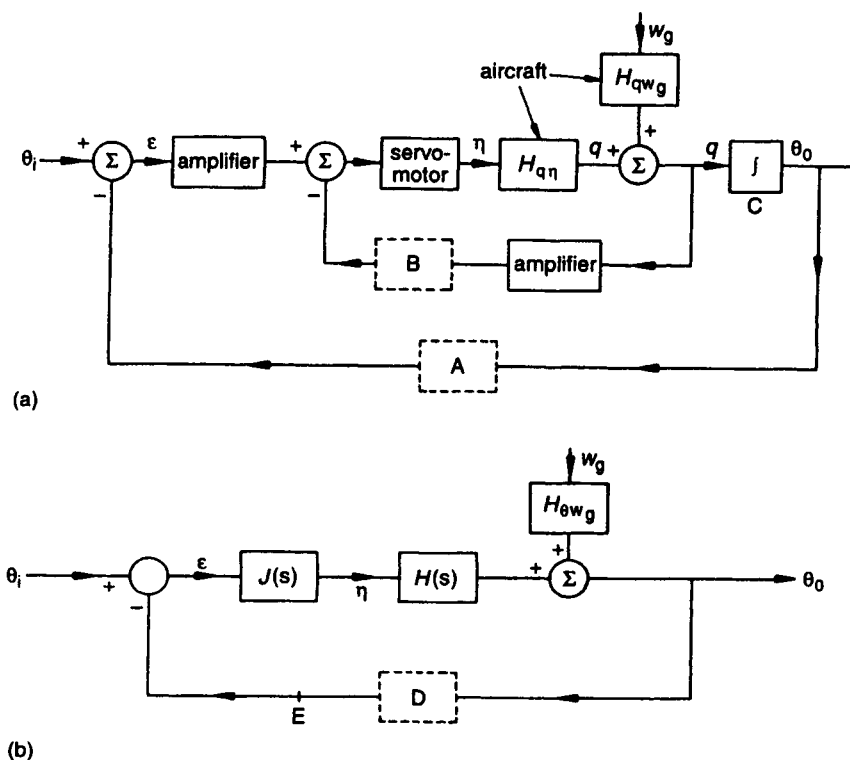 w_g
aircraft
H_qw_g
+
θ_i + Σ ε amplifier + Σ servo-motor η H_qη q + Σ q ∫ θ_0
−
−
C
B amplifier
A
(a)
w_g
H_θw_g
+
θ_i + ε J(s) η H(s) + Σ θ_0
−
D
E
(b)